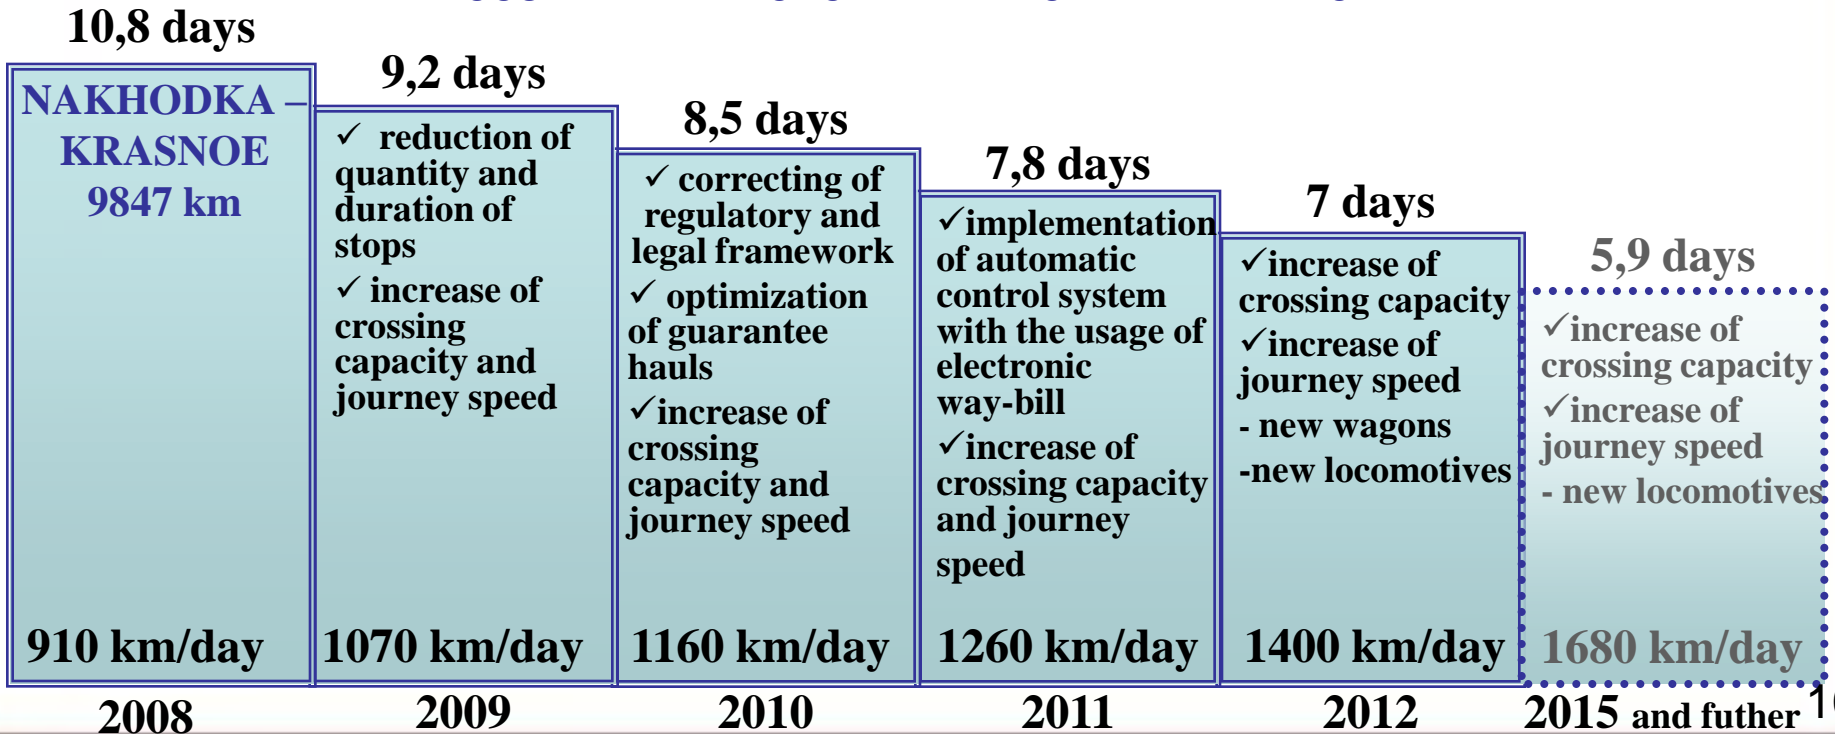 10,8 days
NAKHODKA –
KRASNOE
9847 km
910 km/day
2008
9,2 days
✓ reduction of
quantity and
duration of
stops
✓ increase of
crossing
capacity and
journey speed
1070 km/day
2009
8,5 days
✓ correcting of
regulatory and
legal framework
✓ optimization
of guarantee
hauls
✓increase of
crossing
capacity and
journey speed
1160 km/day
2010
7,8 days
✓implementation
of automatic
control system
with the usage of
electronic
way-bill
✓increase of
crossing capacity
and journey
speed
1260 km/day
2011
7 days
✓increase of
crossing capacity
✓increase of
journey speed
- new wagons
-new locomotives
1400 km/day
2012
5,9 days
✓increase of
crossing capacity
✓increase of
journey speed
- new locomotives
1680 km/day
2015 and futher